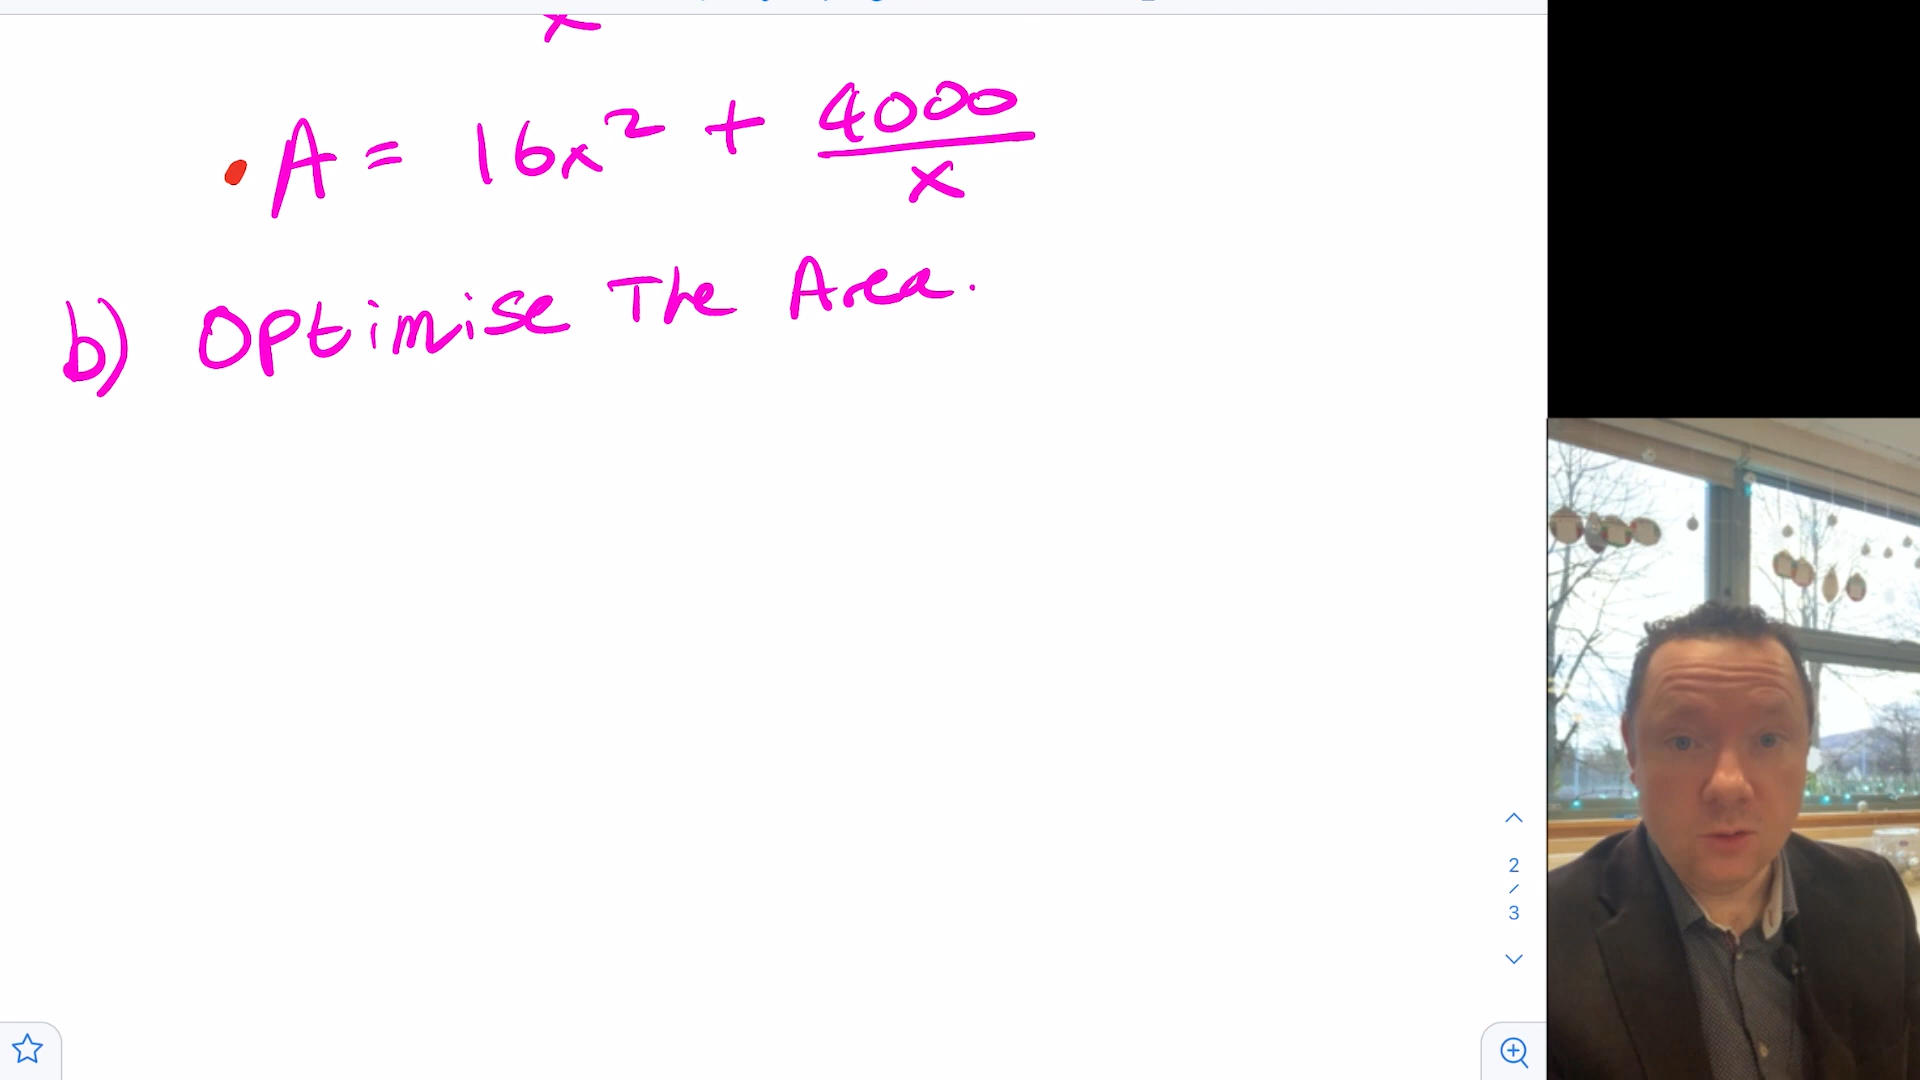 x
A = 16x² + 4000/x
b) Optimise The Area.
2
/
3